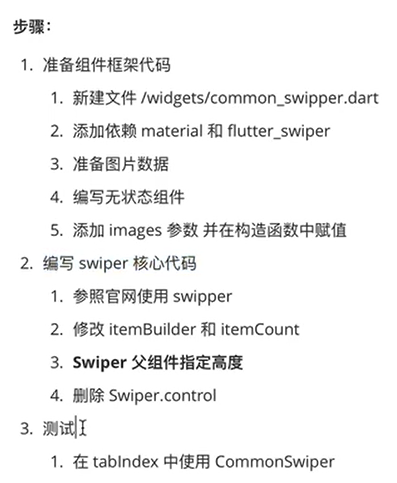 步骤：
1. 准备组件框架代码
1. 新建文件 /widgets/common_swipper.dart
2. 添加依赖 material 和 flutter_swiper
3. 准备图片数据
4. 编写无状态组件
5. 添加 images 参数 并在构造函数中赋值
2. 编写 swiper 核心代码
1. 参照官网使用 swipper
2. 修改 itemBuilder 和 itemCount
3. Swiper 父组件指定高度
4. 删除 Swiper.control
3. 测试
1. 在 tabIndex 中使用 CommonSwiper